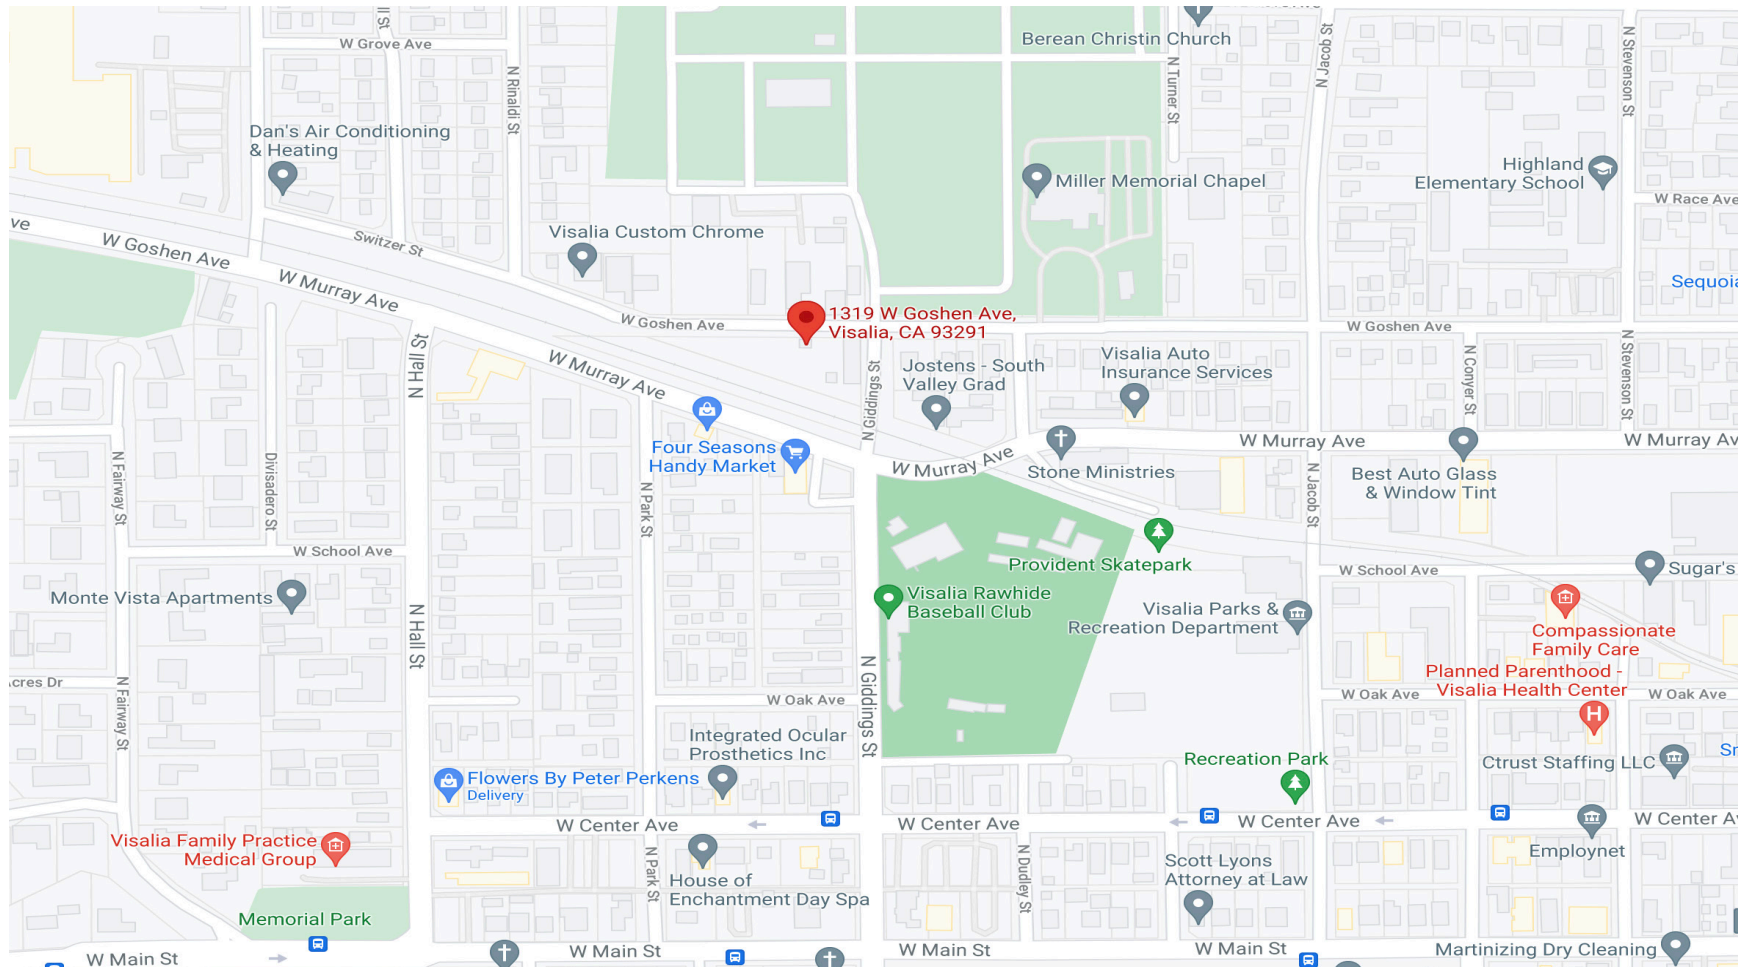 W Grove Ave
N Rinaldi St
Berean Christin Church
N Turner St
N Jacob St
N Stevenson St
Dan's Air Conditioning
& Heating
Miller Memorial Chapel
Highland
Elementary School
W Race Ave
ve
W Goshen Ave
Switzer St
Visalia Custom Chrome
W Murray Ave
Sequoia
W Goshen Ave
1319 W Goshen Ave,
Visalia, CA 93291
W Goshen Ave
N Hall St
W Murray Ave
N Giddings St
Jostens - South
Valley Grad
Visalia Auto
Insurance Services
N Conyer St
N Stevenson St
Four Seasons
Handy Market
W Murray Ave
Stone Ministries
W Murray Ave
W Murray Av
Best Auto Glass
& Window Tint
N Fairway St
Divisadero St
N Park St
N Jacob St
W School Ave
Provident Skatepark
W School Ave
Sugar's
Monte Vista Apartments
Visalia Rawhide
Baseball Club
Visalia Parks &
Recreation Department
Compassionate
Family Care
N Hall St
Acres Dr
N Fairway St
W Oak Ave
N Giddings St
Planned Parenthood -
Visalia Health Center
W Oak Ave
W Oak Ave
H
Integrated Ocular
Prosthetics Inc
Recreation Park
Ctrust Staffing LLC
Flowers By Peter Perkens
Delivery
W Center Ave
W Center Ave
W Center Ave
W Center Av
Visalia Family Practice
Medical Group
N Park St
House of
Enchantment Day Spa
N Dudley St
Scott Lyons
Attorney at Law
Employnet
Memorial Park
W Main St
W Main St
W Main St
W Main St
Martinizing Dry Cleaning